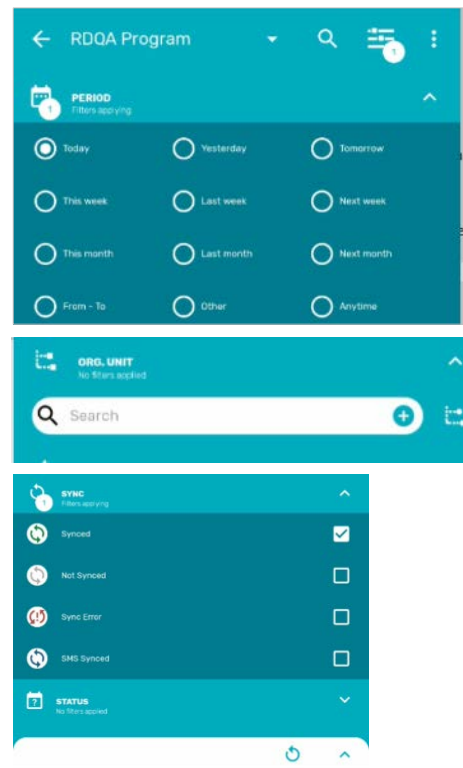 RDQA Program
1
PERIOD
1
Filters applying
Today Yesterday Tomorrow
This week Last week Next week
This month Last month Next month
From - To Other Anytime
ORG. UNIT
No filters applied
Search
SYNC
1
Filters applying
Synced
Not Synced
Sync Error
SMS Synced
?
STATUS
No filters applied